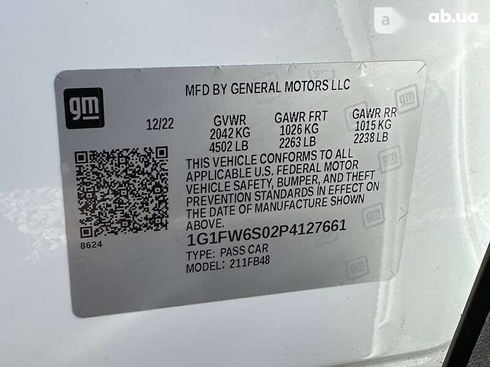 ab.ua
gm
MFD BY GENERAL MOTORS LLC
12/22 GVWR GAWR FRT GAWR RR
2042 KG 1026 KG 1015 KG
4502 LB 2263 LB 2238 LB
THIS VEHICLE CONFORMS TO ALL
APPLICABLE U.S. FEDERAL MOTOR
VEHICLE SAFETY, BUMPER, AND THEFT
PREVENTION STANDARDS IN EFFECT ON
THE DATE OF MANUFACTURE SHOWN
ABOVE.
8624
1G1FW6S02P4127661
TYPE: PASS CAR
MODEL: 211FB48